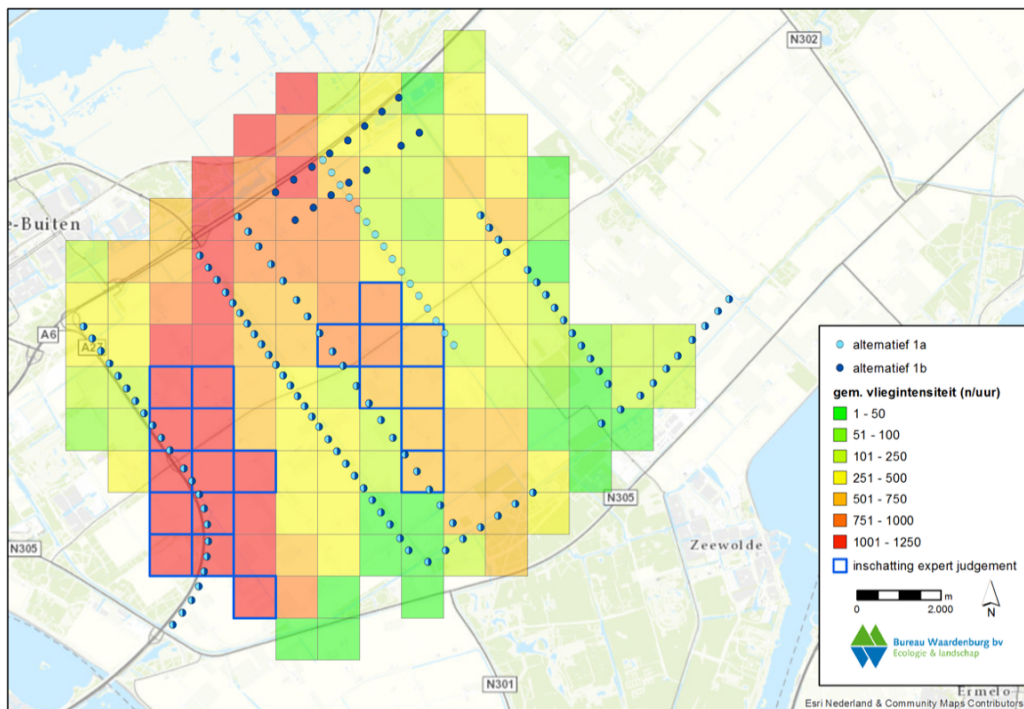 N302
e-Buiten
A6
A27
N305
N305
Zeewolde
N301
Ermelo
alternatief 1a
alternatief 1b
gem. vliegintensiteit (n/uur)
1 - 50
51 - 100
101 - 250
251 - 500
501 - 750
751 - 1000
1001 - 1250
inschatting expert judgement
m
0 2.000
N
Bureau Waardenburg bv
Ecologie & landschap
Esri Nederland & Community Maps Contributors